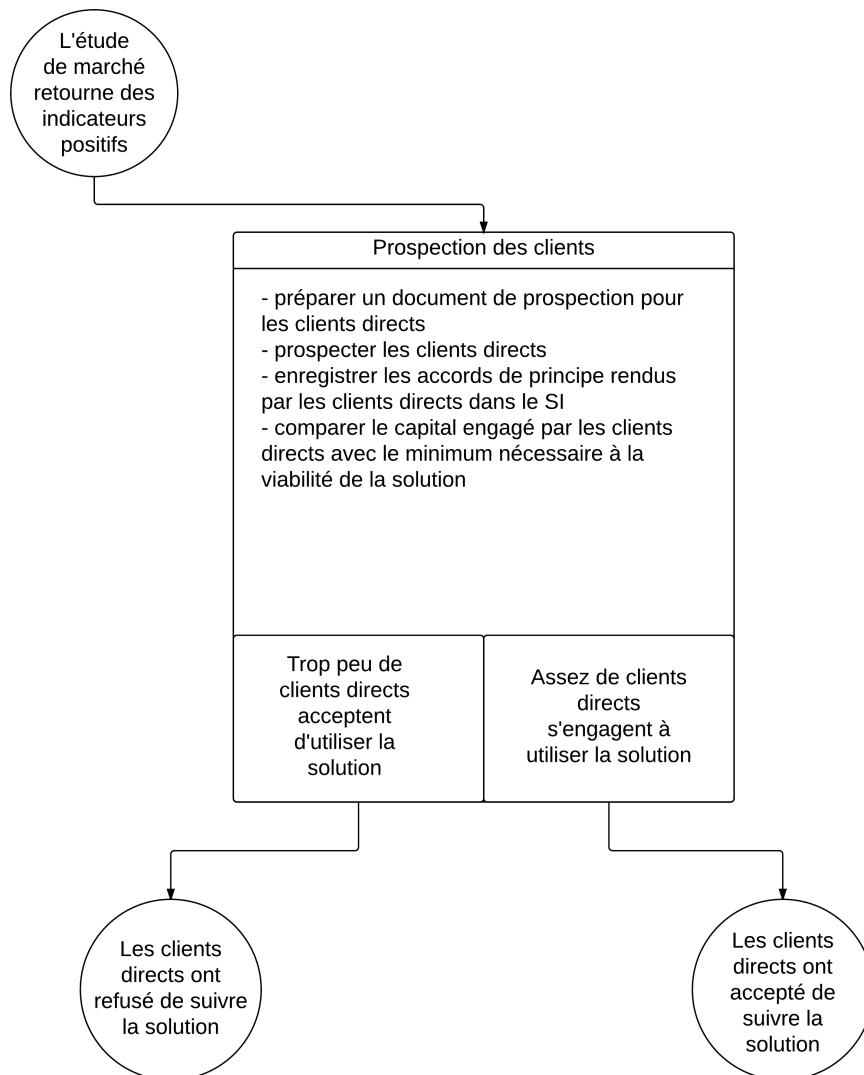 L'étude
de marché
retourne des
indicateurs
positifs
Prospection des clients
- préparer un document de prospection pour
les clients directs
- prospecter les clients directs
- enregistrer les accords de principe rendus
par les clients directs dans le SI
- comparer le capital engagé par les clients
directs avec le minimum nécessaire à la
viabilité de la solution
Trop peu de
clients directs
acceptent
d'utiliser la
solution
Assez de clients
directs
s'engagent à
utiliser la solution
Les clients
directs ont
refusé de suivre
la solution
Les clients
directs ont
accepté de
suivre la
solution